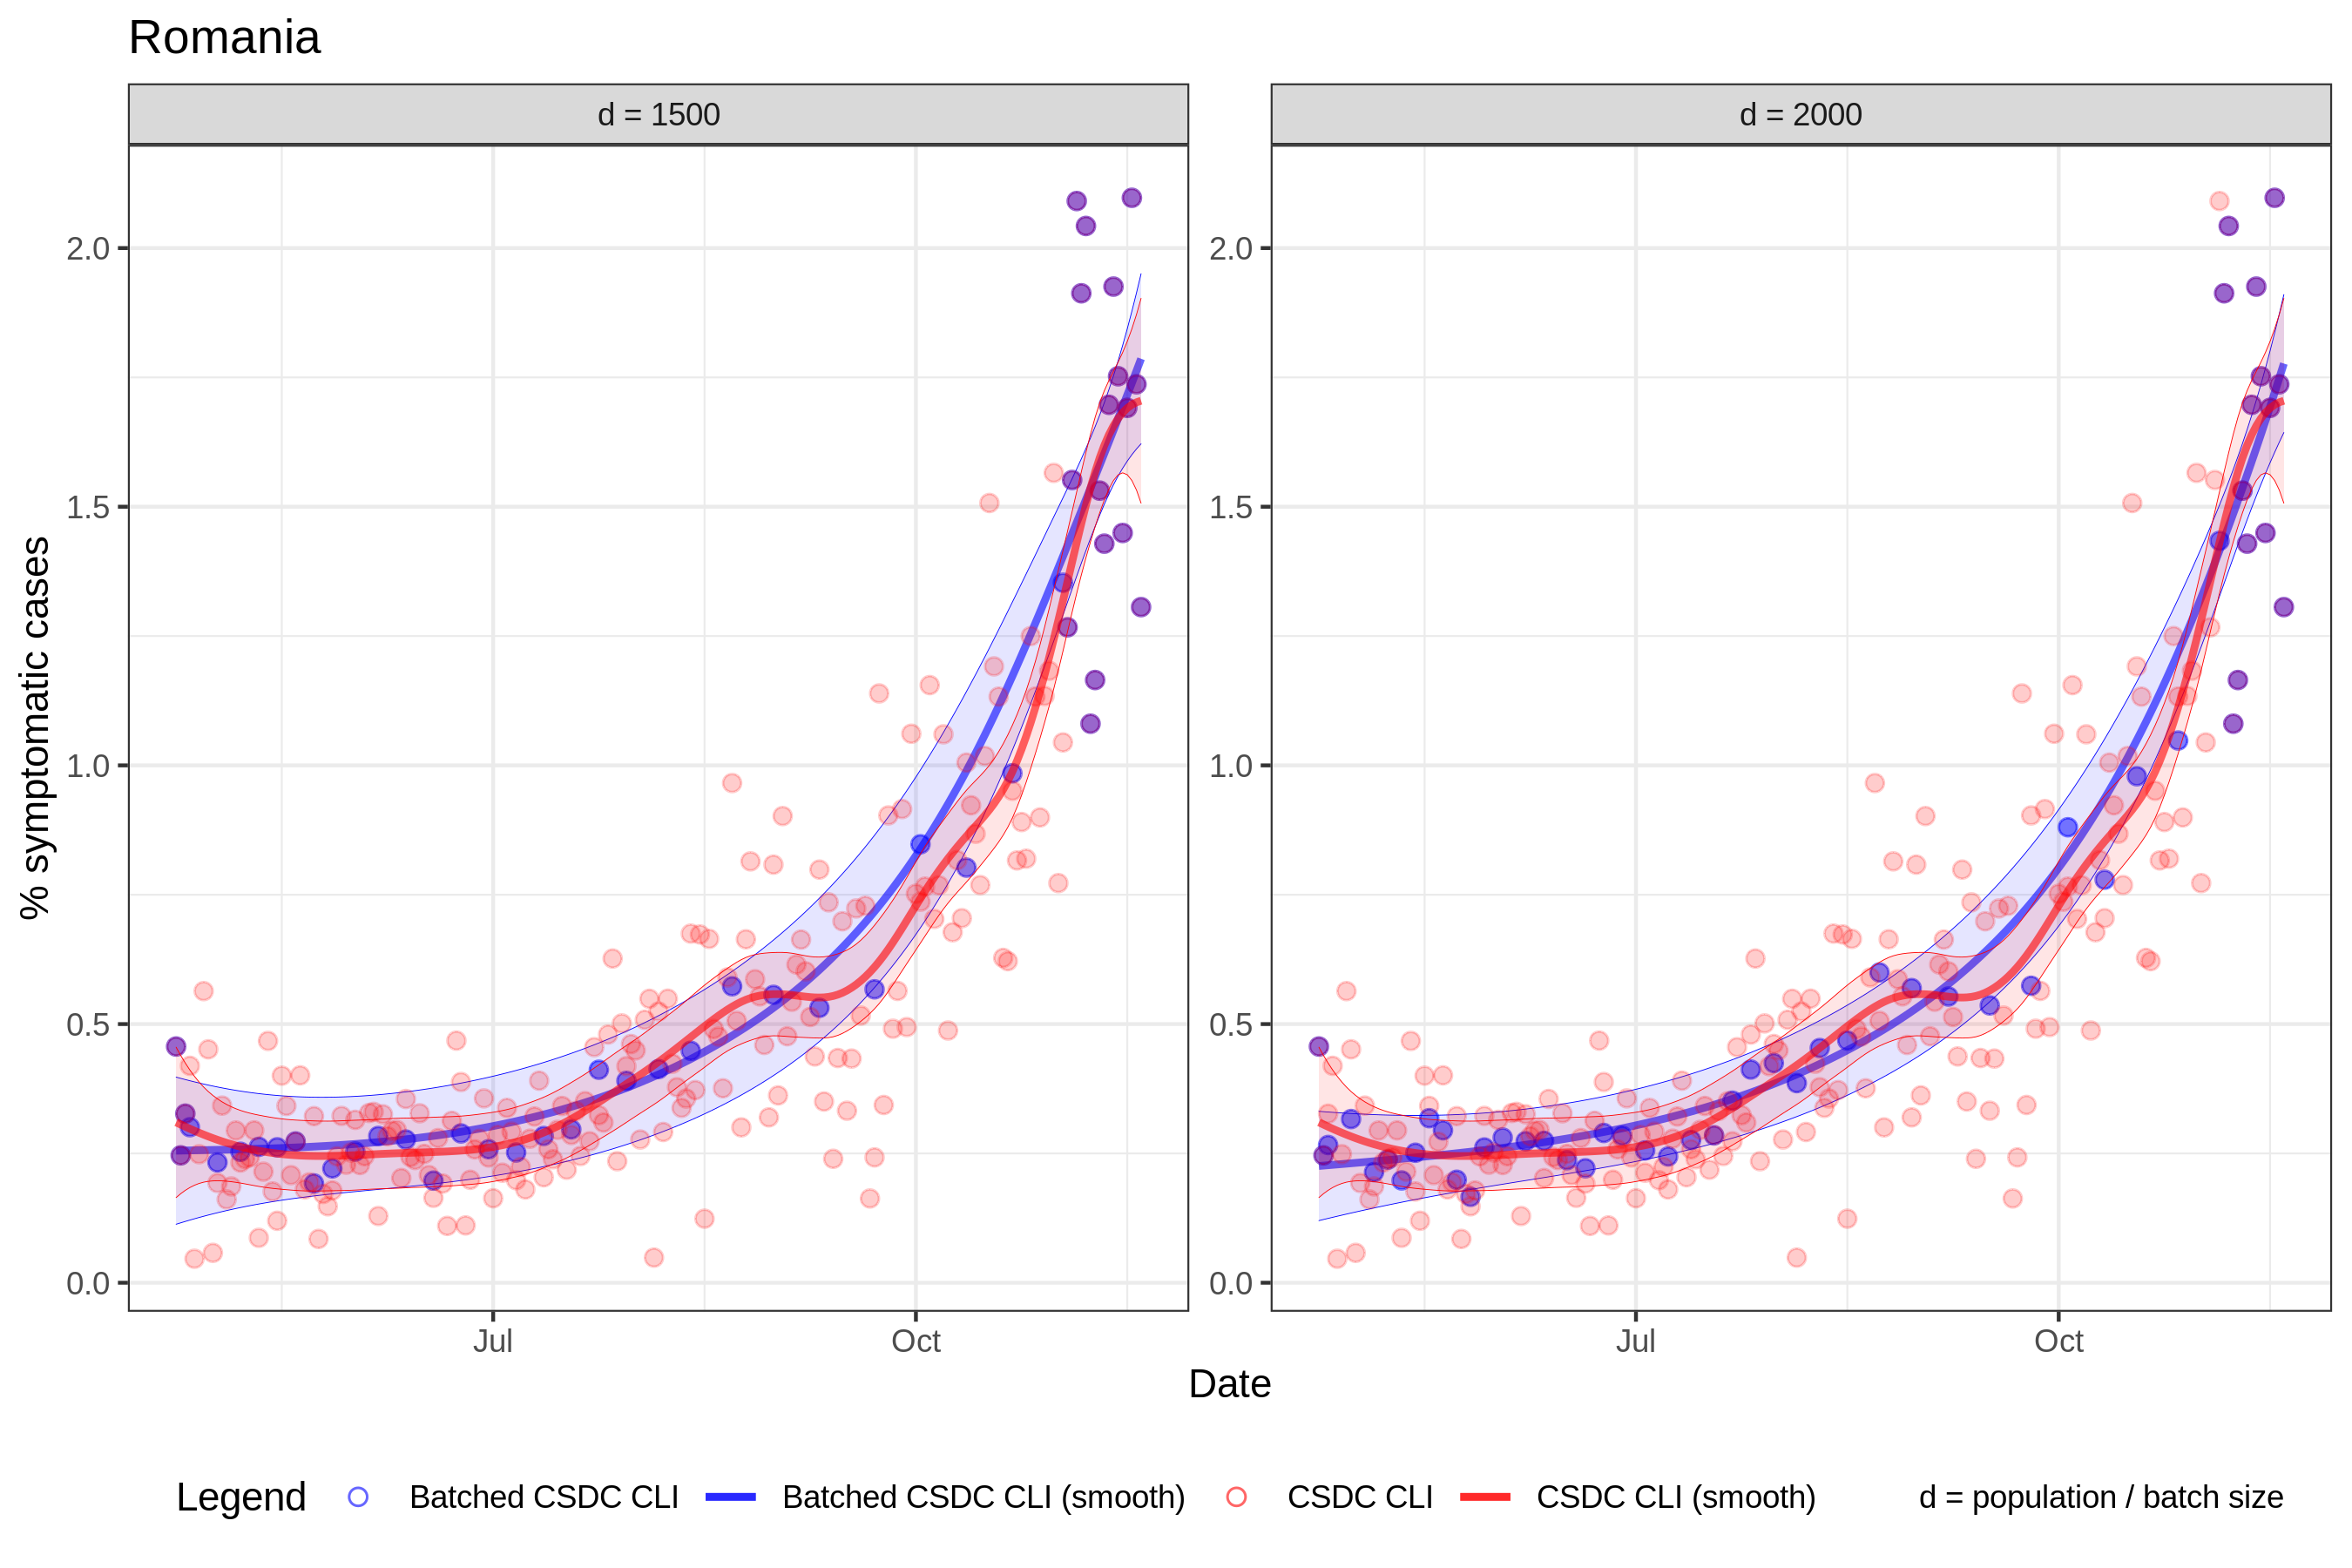 Romania
d = 1500
d = 2000
% symptomatic cases
2.0
1.5
1.0
0.5
0.0
2.0
1.5
1.0
0.5
0.0
Jul
Oct
Jul
Oct
Date
Legend
Batched CSDC CLI
Batched CSDC CLI (smooth)
CSDC CLI
CSDC CLI (smooth)
d = population / batch size